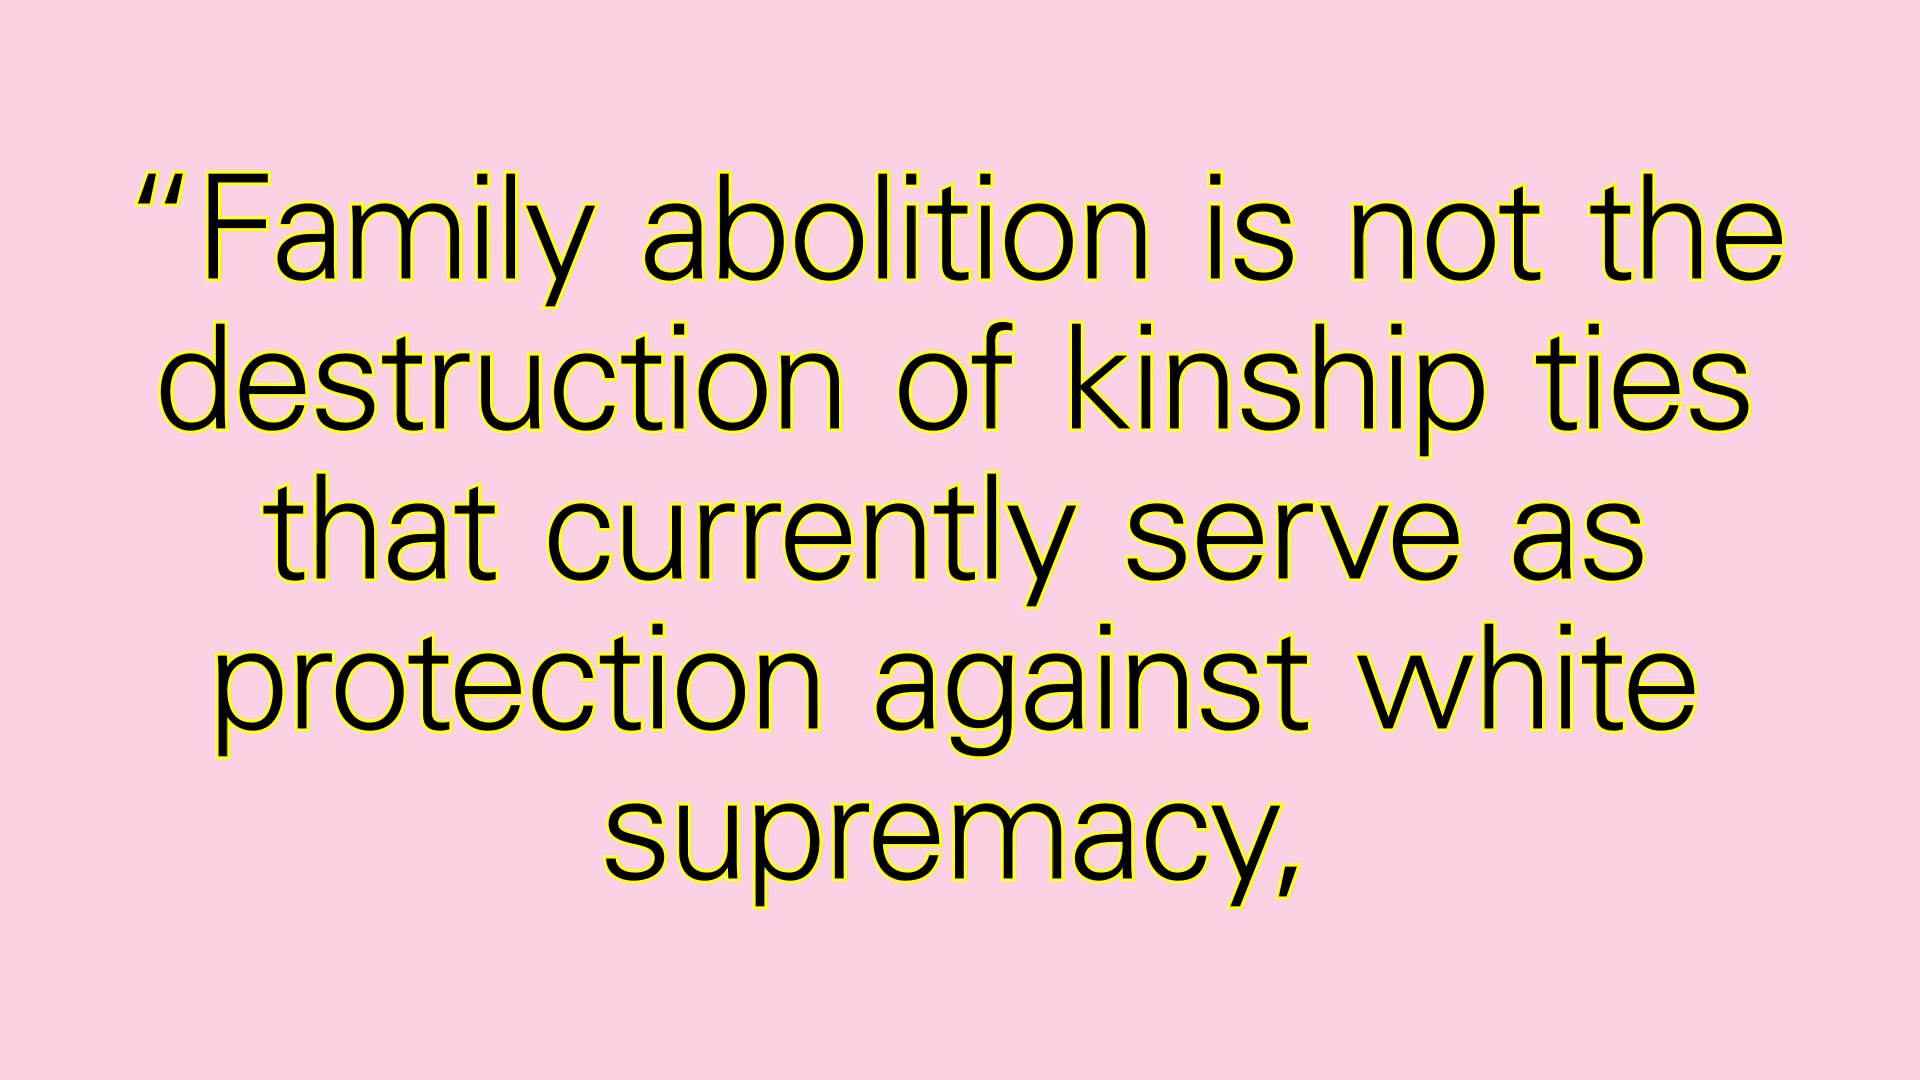 “Family abolition is not the
destruction of kinship ties
that currently serve as
protection against white
supremacy,